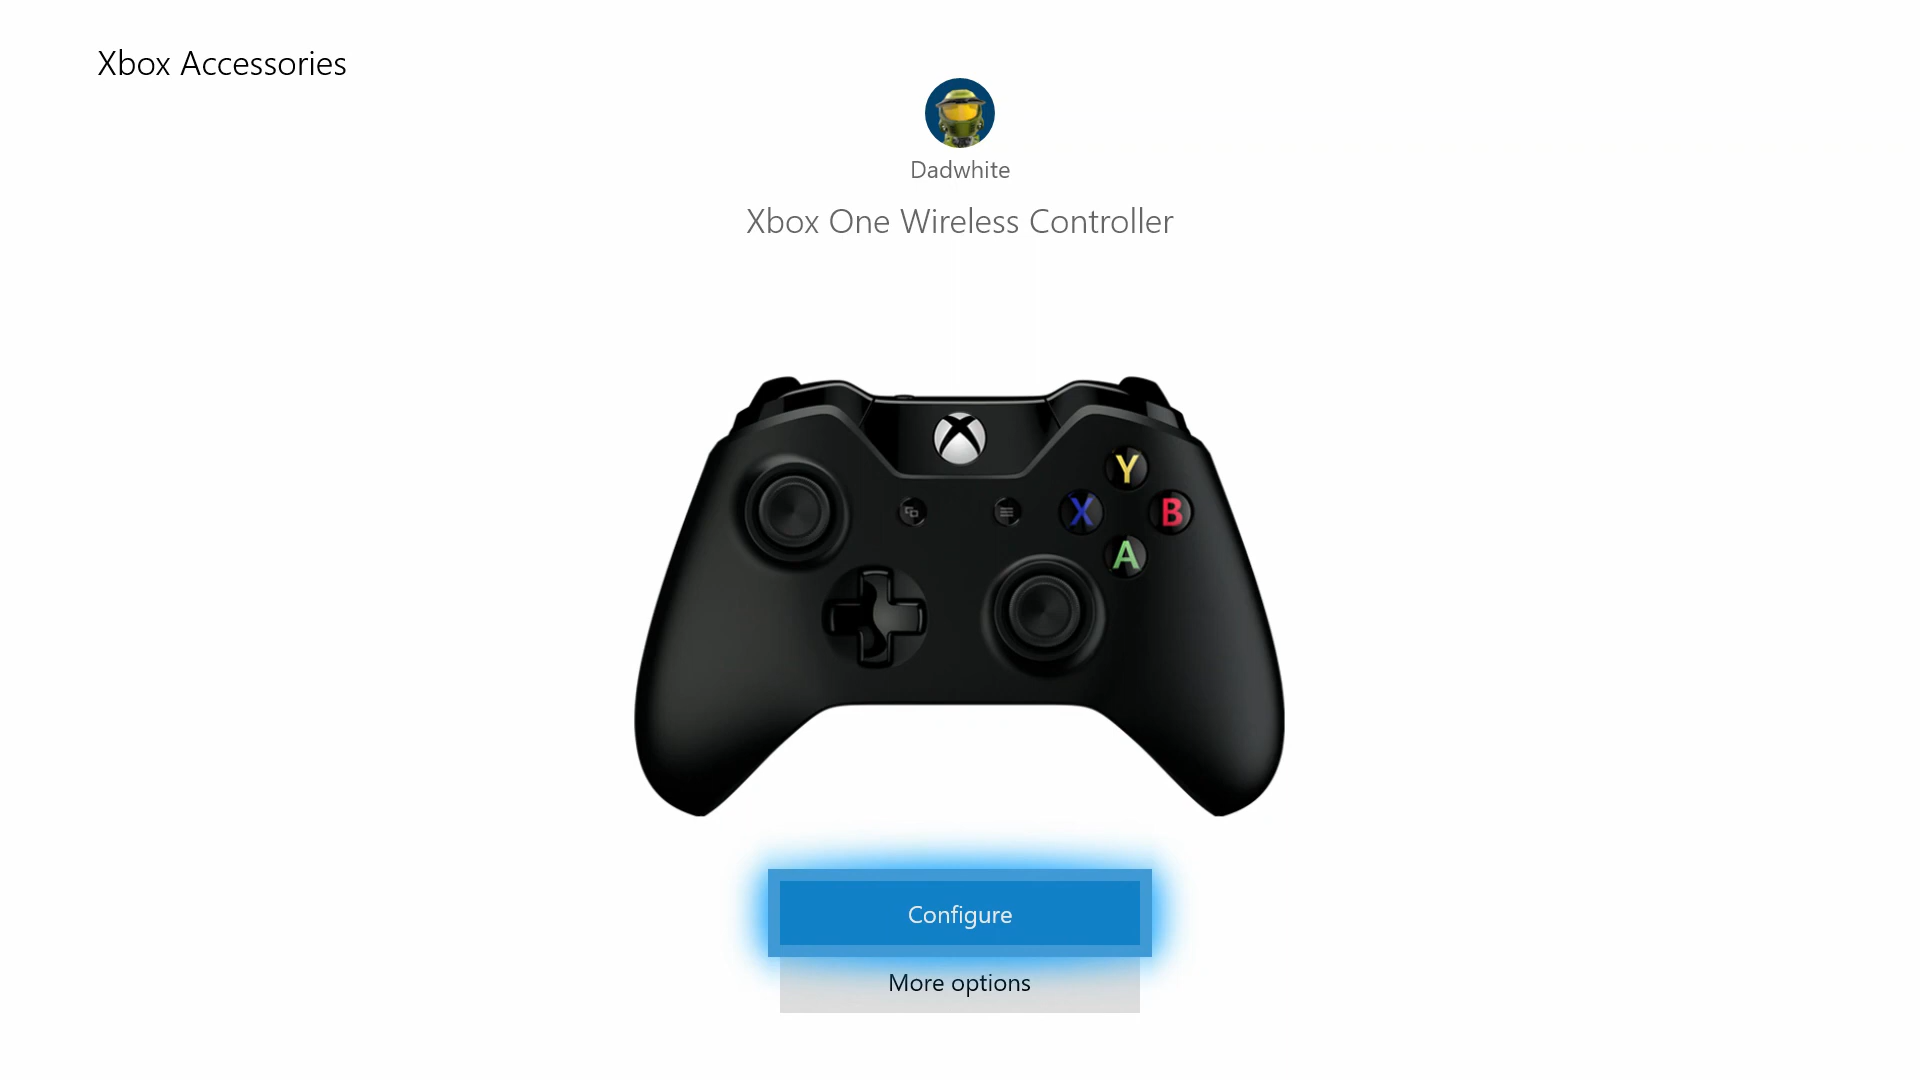 Xbox Accessories
Dadwhite
Xbox One Wireless Controller
Y
X
B
A
Configure
More options